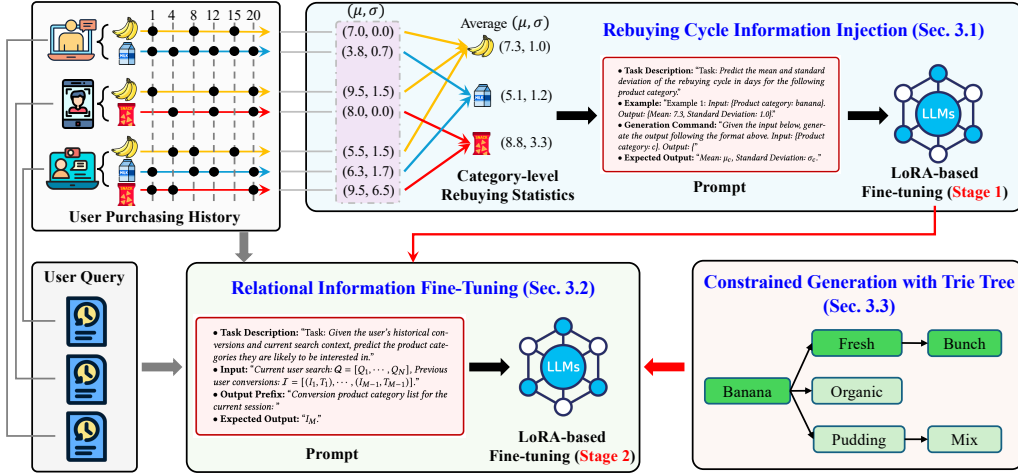 1 4 8 12 15 20
User Purchasing History
(μ, σ)
(7.0, 0.0)
(3.8, 0.7)
(9.5, 1.5)
(8.0, 0.0)
(5.5, 1.5)
(6.3, 1.7)
(9.5, 6.5)
Average (μ, σ)
(7.3, 1.0)
(5.1, 1.2)
(8.8, 3.3)
Category-level
Rebuying Statistics
Rebuying Cycle Information Injection (Sec. 3.1)
● Task Description: "Task: Predict the mean and standard
deviation of the rebuying cycle in days for the following
product category."
● Example: "Example 1: Input: [Product category: banana].
Output: [Mean: 7.3, Standard Deviation: 1.0]."
● Generation Command: "Given the input below, gener-
ate the output following the format above. Input: [Product
category: c]. Output: ["
● Expected Output: "Mean: μc, Standard Deviation: σc."
Prompt
LLMs
LoRA-based
Fine-tuning (Stage 1)
User Query
Relational Information Fine-Tuning (Sec. 3.2)
● Task Description: "Task: Given the user's historical con-
versions and current search context, predict the product cate-
gories they are likely to be interested in."
● Input: "Current user search: Q = [Q1, · · · , QN], Previous
user conversions: I = [(I1, T1), · · · , (IM−1, TM−1)]."
● Output Prefix: "Conversion product category list for the
current session: "
● Expected Output: "IM."
Prompt
LLMs
LoRA-based
Fine-tuning (Stage 2)
Constrained Generation with Trie Tree
(Sec. 3.3)
Fresh
Bunch
Banana
Organic
Pudding
Mix